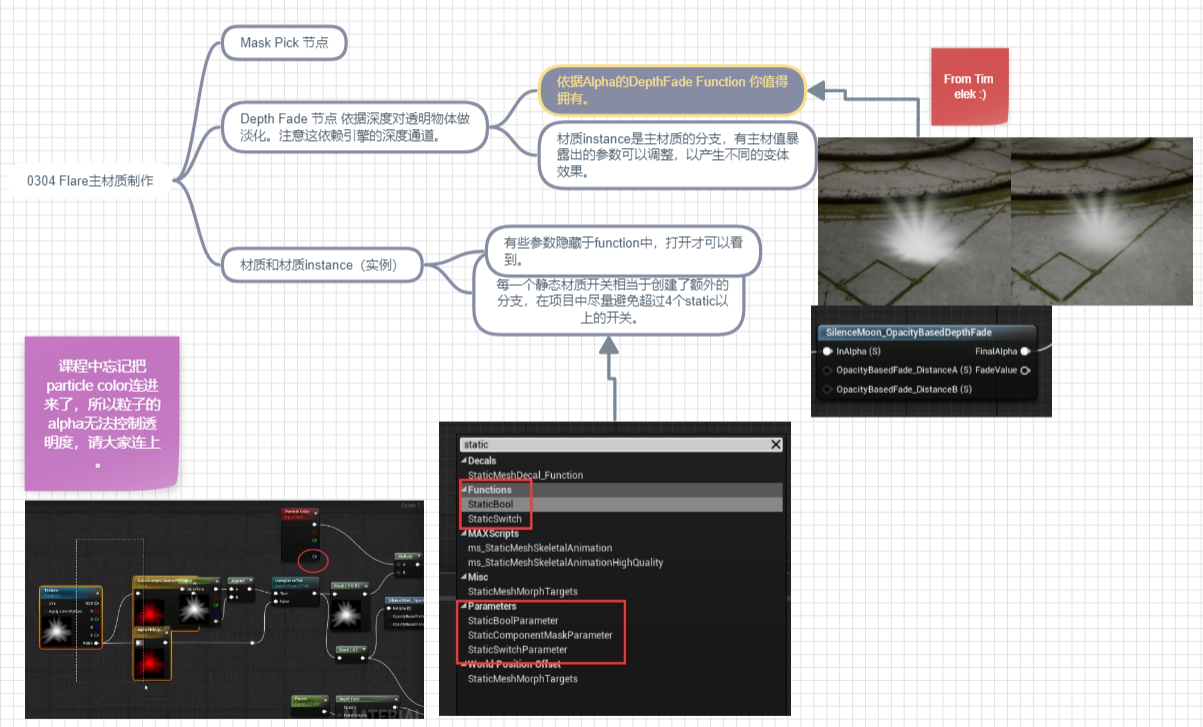 Mask Pick 节点
依据Alpha的DepthFade Function 你值得
拥有。
From Tim
elek :)
Depth Fade 节点 依据深度对透明物体做
淡化。注意这依赖引擎的深度通道。
材质instance是主材质的分支，有主材值暴
露出的参数可以调整，以产生不同的变体
效果。
0304 Flare主材质制作
有些参数隐藏于function中，打开才可以看
到。
材质和材质instance（实例）
每一个静态材质开关相当于创建了额外的
分支，在项目中尽量避免超过4个static以
上的开关。
SilenceMoon_OpacityBasedDepthFade
InAlpha (S)
FinalAlpha
OpacityBasedFade_DistanceA (S)
FadeValue
OpacityBasedFade_DistanceB (S)
课程中忘记把
particle color连进
来了，所以粒子的
alpha无法控制透
明度，请大家连上
。
static
Decals
StaticMeshDecal_Function
Functions
StaticBool
StaticSwitch
MAXScripts
ms_StaticMeshSkeletalAnimation
ms_StaticMeshSkeletalAnimationHighQuality
Misc
StaticMeshMorphTargets
Parameters
StaticBoolParameter
StaticComponentMaskParameter
StaticSwitchParameter
World Position Offset
StaticMeshMorphTargets
Particle Color
Append
Multiply
Texture
Depth Fade